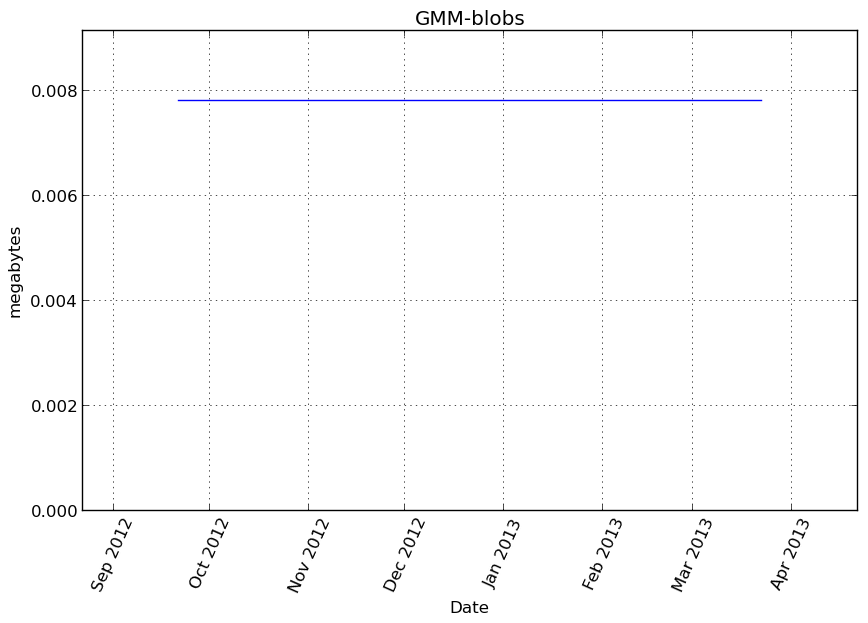 GMM-blobs
0.008
0.006
0.004
0.002
0.000
megabytes
Sep 2012
Oct 2012
Nov 2012
Dec 2012
Jan 2013
Feb 2013
Mar 2013
Apr 2013
Date